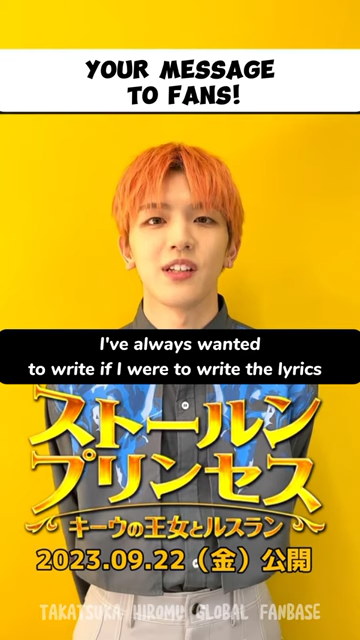 YOUR MESSAGE
TO FANS!
I've always wanted
to write if I were to write the lyrics
ストールン
プリンセス
キーウの王女とルスラン
2023.09.22（金）公開
TAKATSUKA HIROMU GLOBAL FANBASE